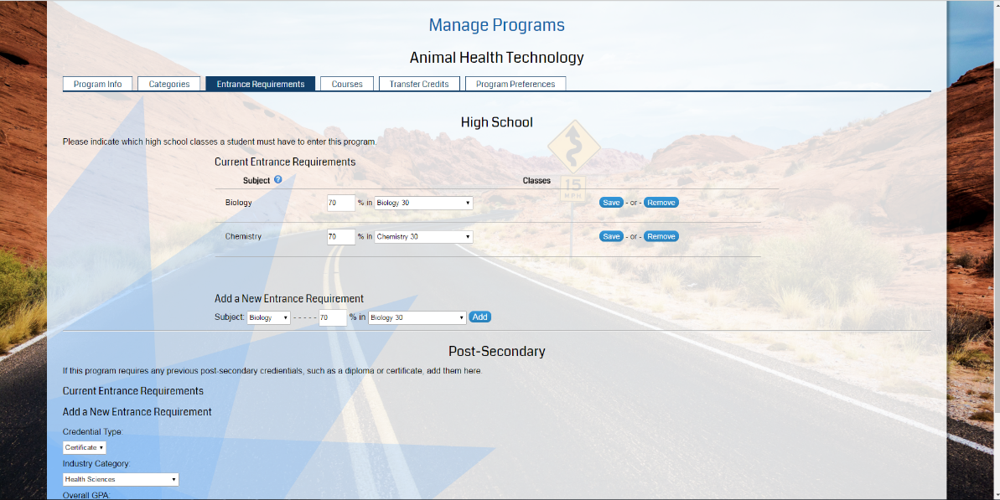 Manage Programs
Animal Health Technology
Program Info Categories Entrance Requirements Courses Transfer Credits Program Preferences
High School
Please indicate which high school classes a student must have to enter this program.
Current Entrance Requirements
Subject ? Classes
15
MPH
Biology 70 % in Biology 30 Save - or - Remove
Chemistry 70 % in Chemistry 30 Save - or - Remove
Add a New Entrance Requirement
Subject: Biology - - - - - 70 % in Biology 30 Add
Post-Secondary
If this program requires any previous post-secondary credientials, such as a diploma or certificate, add them here.
Current Entrance Requirements
Add a New Entrance Requirement
Credential Type:
Certificate
Industry Category:
Health Sciences
Overall GPA: